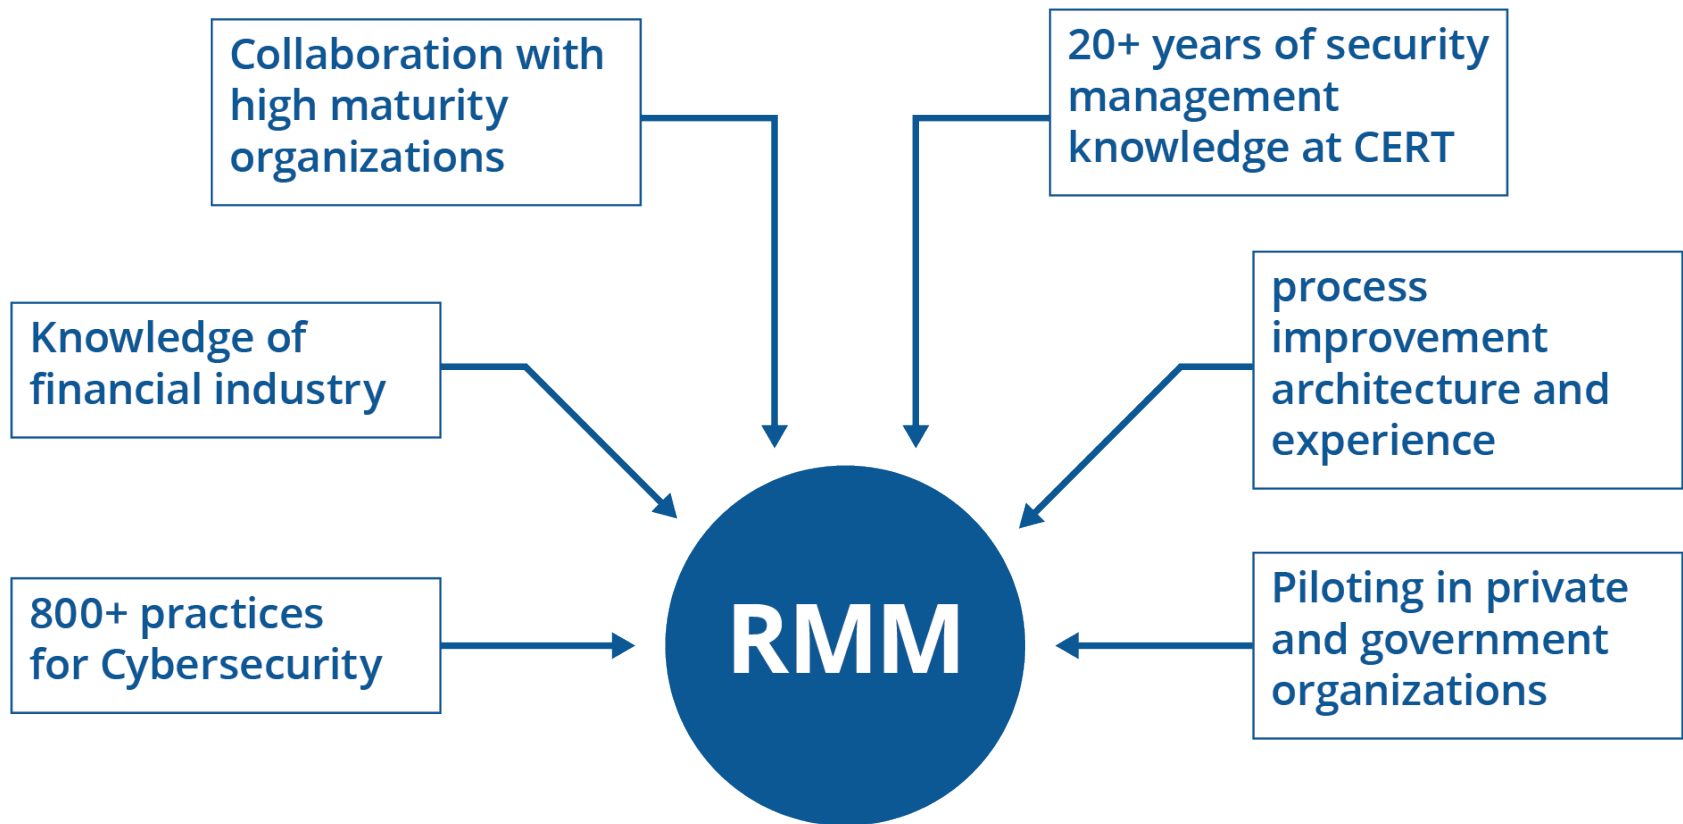 Collaboration with
high maturity
organizations
20+ years of security
management
knowledge at CERT
Knowledge of
financial industry
process
improvement
architecture and
experience
800+ practices
for Cybersecurity
RMM
Piloting in private
and government
organizations